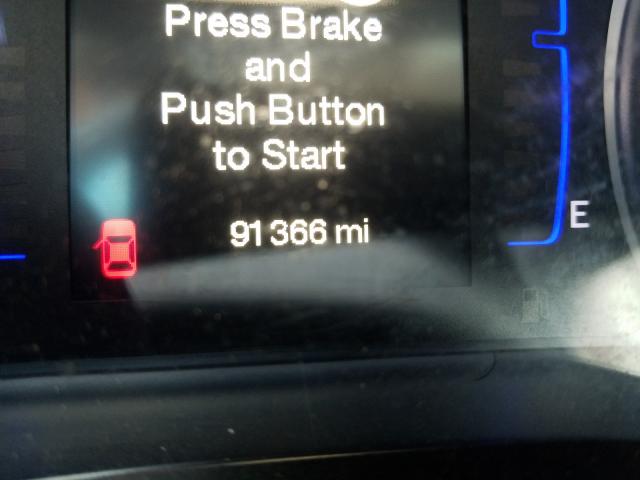 Press Brake
and
Push Button
to Start
91366 mi
E